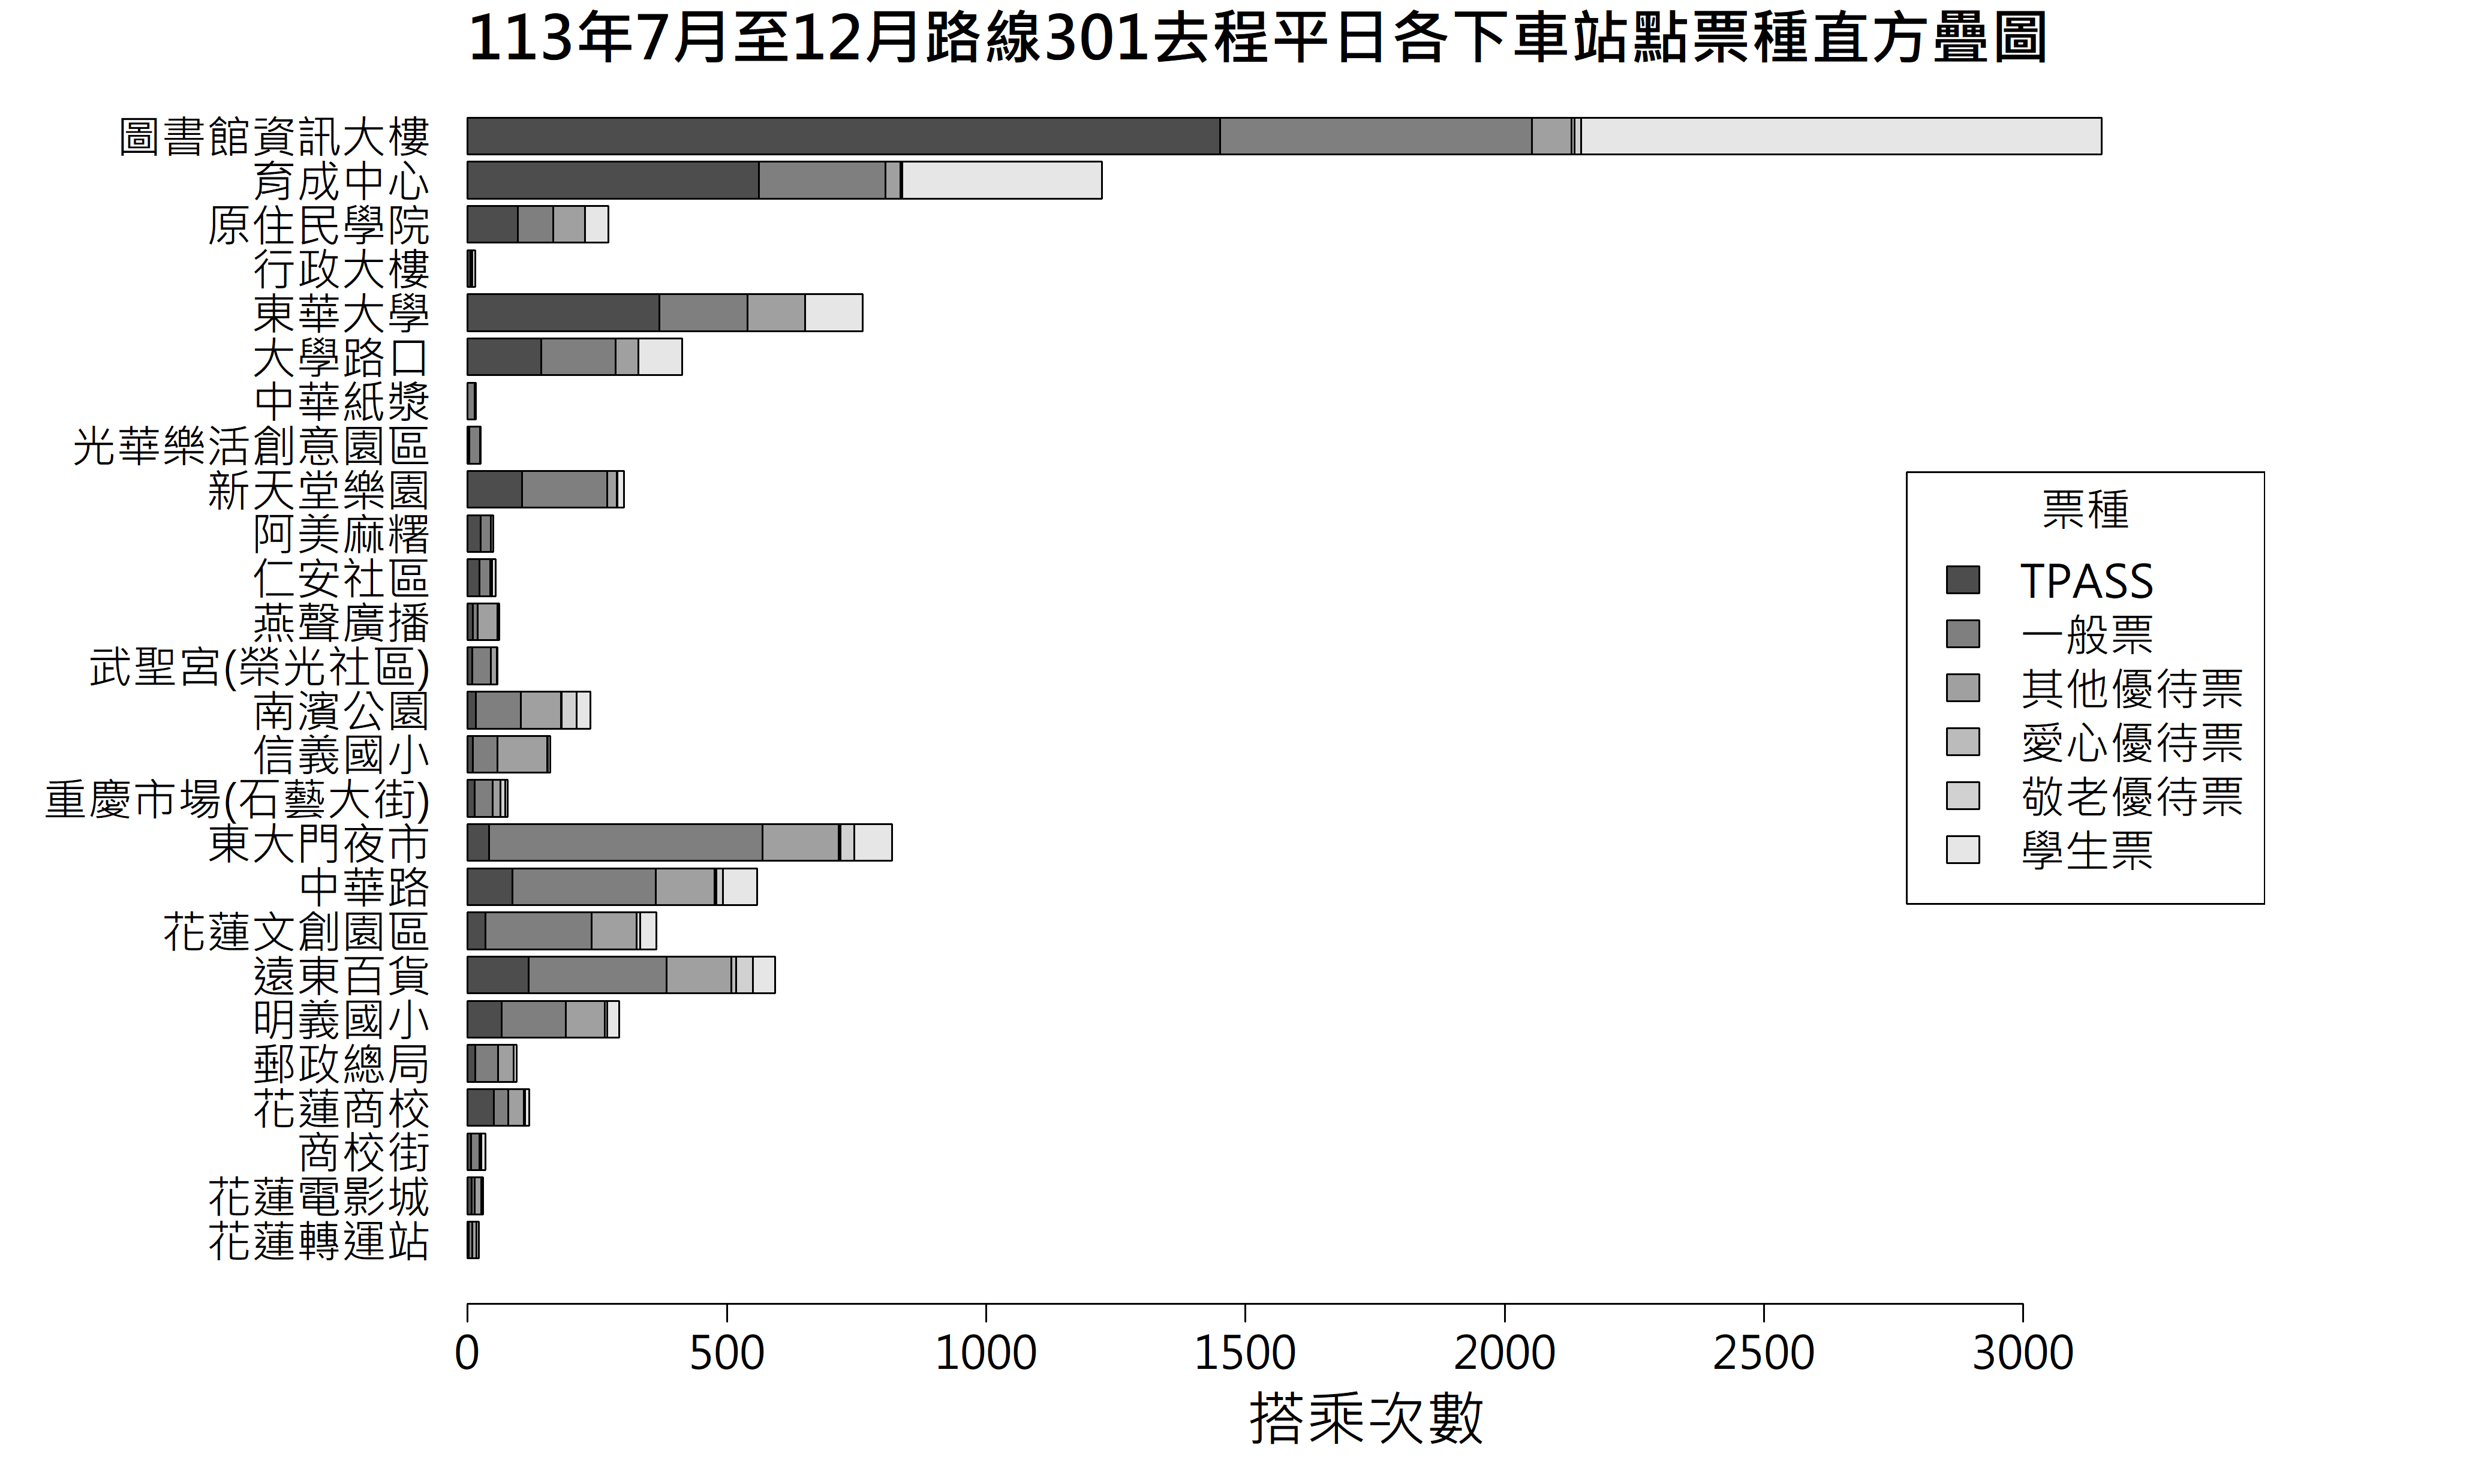 113年7月至12月路線301去程平日各下車站點票種直方疊圖
圖書館資訊大樓
育成中心
原住民學院
行政大樓
東華大學
大學路口
中華紙漿
光華樂活創意園區
新天堂樂園
阿美麻糬
仁安社區
燕聲廣播
武聖宮(榮光社區)
南濱公園
信義國小
重慶市場(石藝大街)
東大門夜市
中華路
花蓮文創園區
遠東百貨
明義國小
郵政總局
花蓮商校
商校街
花蓮電影城
花蓮轉運站
票種
TPASS
一般票
其他優待票
愛心優待票
敬老優待票
學生票
0 500 1000 1500 2000 2500 3000
搭乘次數